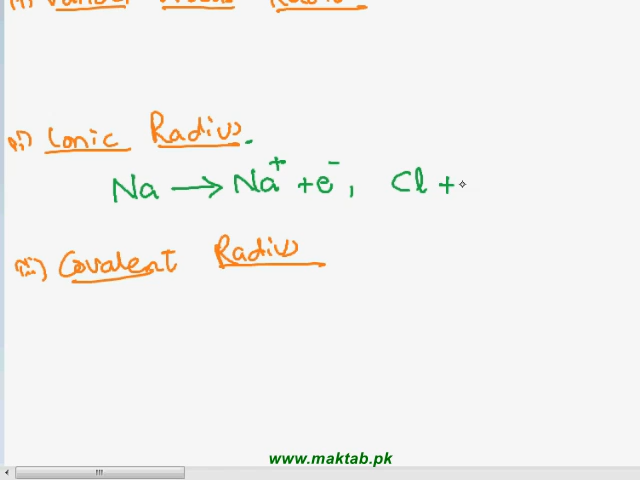 (ii) Ionic Radius.
Na → Na⁺ + e⁻, Cl +
(iii) Covalent Radius
www.maktab.pk